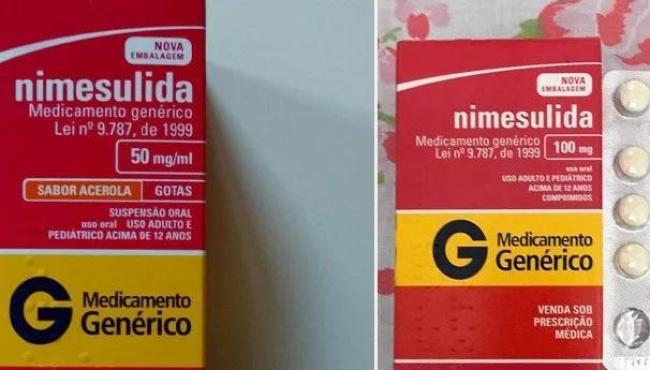 NOVA
EMBALAGEM
nimesulida
Medicamento genérico
Lei nº 9.787, de 1999
50 mg/ml
SABOR ACEROLA GOTAS
SUSPENSÃO ORAL
uso oral USO ADULTO E
PEDIÁTRICO ACIMA DE 12 ANOS
G Medicamento
Genérico
NOVA
EMBALAGEM
nimesulida
Medicamento genérico
Lei nº 9.787, de 1999
100 mg
uso oral
USO ADULTO E PEDIÁTRICO
ACIMA DE 12 ANOS
COMPRIMIDOS
G Medicamento
Genérico
VENDA SOB
PRESCRIÇÃO
MÉDICA